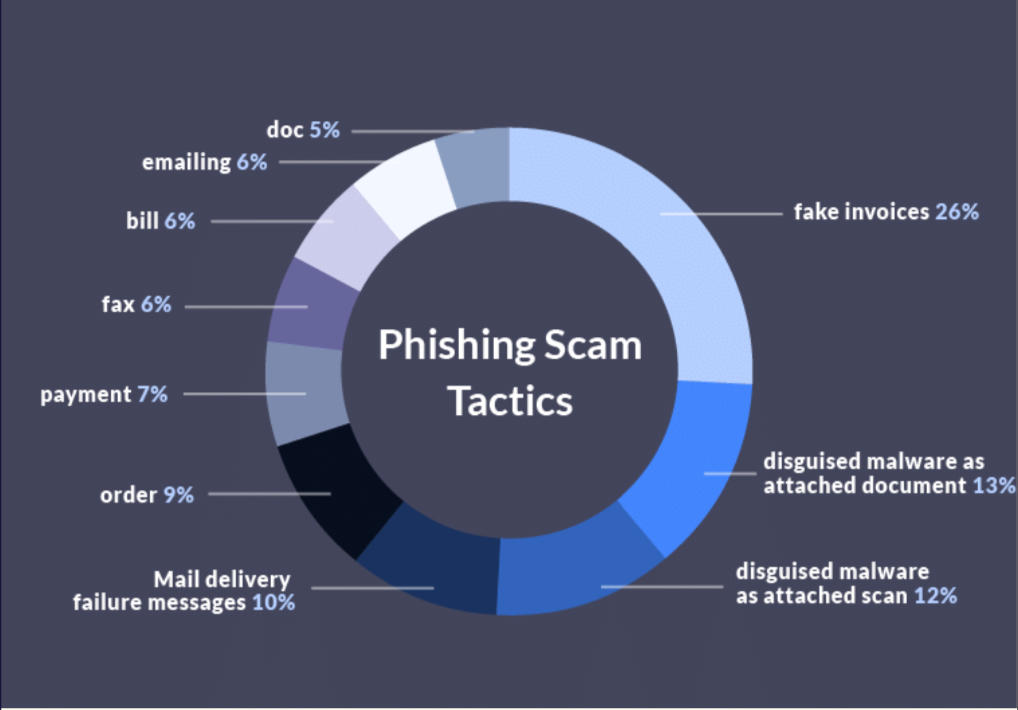 Phishing Scam
Tactics
fake invoices 26%
disguised malware as
attached document 13%
disguised malware
as attached scan 12%
Mail delivery
failure messages 10%
order 9%
payment 7%
fax 6%
bill 6%
emailing 6%
doc 5%